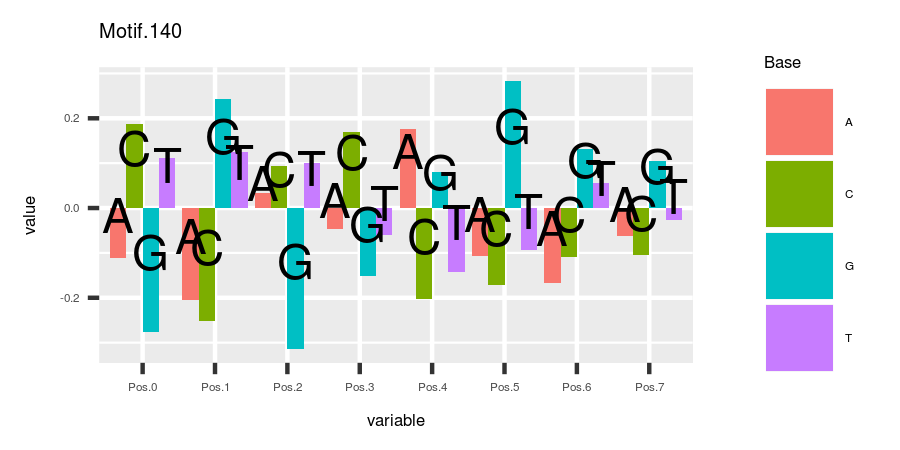 Motif.140
value
0.2
0.0
-0.2
A C G T A C G T A C G T A C G T A C G T A C G T A C G T A C G T
Pos.0 Pos.1 Pos.2 Pos.3 Pos.4 Pos.5 Pos.6 Pos.7
variable
Base
A
C
G
T